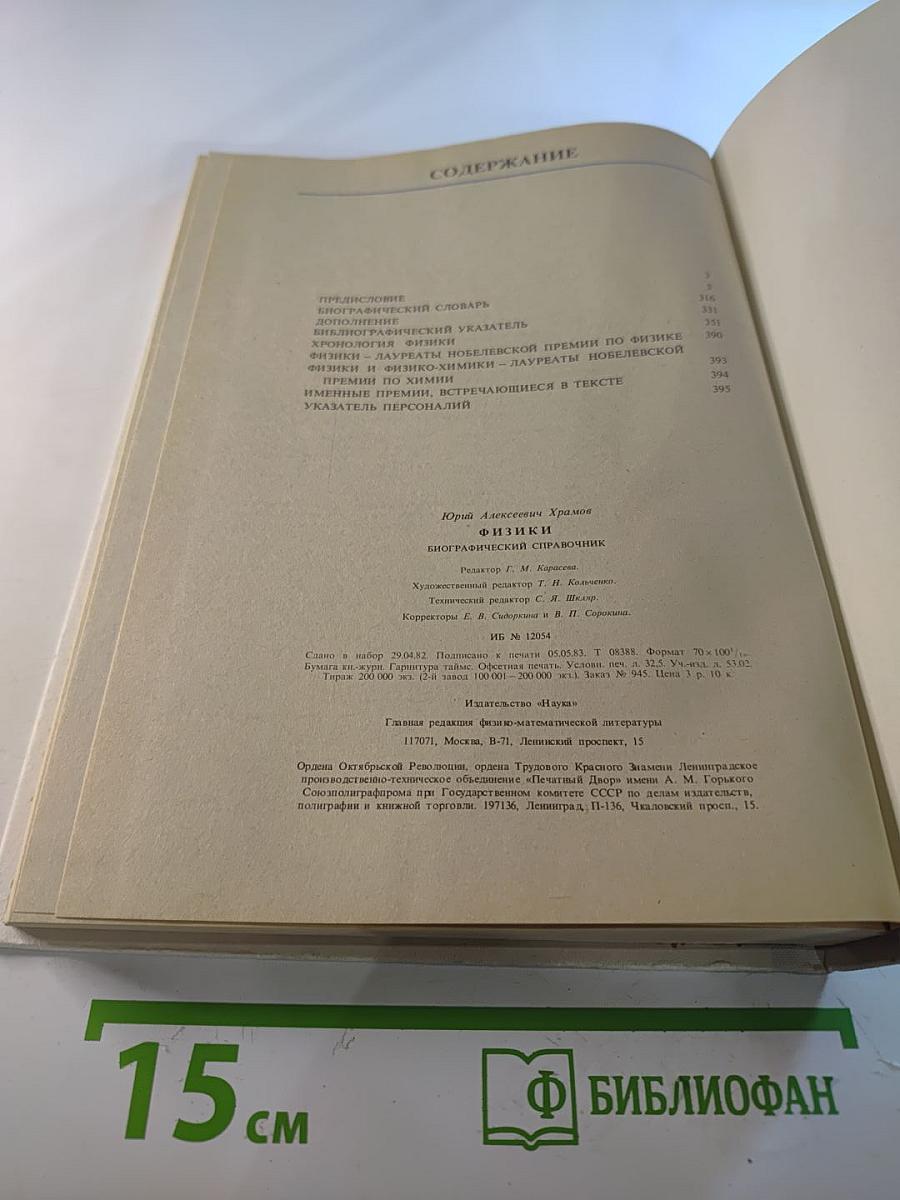 СОДЕРЖАНИЕ
ПРЕДИСЛОВИЕ 3
БИОГРАФИЧЕСКИЙ СЛОВАРЬ 5
ДОПОЛНЕНИЕ 316
БИБЛИОГРАФИЧЕСКИЙ УКАЗАТЕЛЬ 331
ХРОНОЛОГИЯ ФИЗИКИ 351
ФИЗИКИ – ЛАУРЕАТЫ НОБЕЛЕВСКОЙ ПРЕМИИ ПО ФИЗИКЕ 390
ФИЗИКИ И ФИЗИКО-ХИМИКИ – ЛАУРЕАТЫ НОБЕЛЕВСКОЙ
ПРЕМИИ ПО ХИМИИ 393
ИМЕННЫЕ ПРЕМИИ, ВСТРЕЧАЮЩИЕСЯ В ТЕКСТЕ 394
УКАЗАТЕЛЬ ПЕРСОНАЛИЙ 395
Юрий Алексеевич Храмов
ФИЗИКИ
БИОГРАФИЧЕСКИЙ СПРАВОЧНИК
Редактор Г. М. Карасева.
Художественный редактор Т. Н. Кольченко.
Технический редактор С. Я. Шкляр.
Корректоры Е. В. Сидоркина и В. П. Сорокина.
ИБ № 12054
Сдано в набор 29.04.82. Подписано к печати 05.05.83. Т 08388. Формат 70×100¹/₁₆.
Бумага кн.-журн. Гарнитура таймс. Офсетная печать. Условн. печ. л. 32,5. Уч.-изд. л. 53,02.
Тираж 200 000 экз. (2-й завод 100 001–200 000 экз.). Заказ № 945. Цена 3 р. 10 к.
Издательство «Наука»
Главная редакция физико-математической литературы
117071, Москва, В-71, Ленинский проспект, 15
Ордена Октябрьской Революции, ордена Трудового Красного Знамени Ленинградское
производственно-техническое объединение «Печатный Двор» имени А. М. Горького
Союзполиграфпрома при Государственном комитете СССР по делам издательств,
полиграфии и книжной торговли. 197136, Ленинград, П-136, Чкаловский просп., 15.
15 см
Ф БИБЛИОФАН